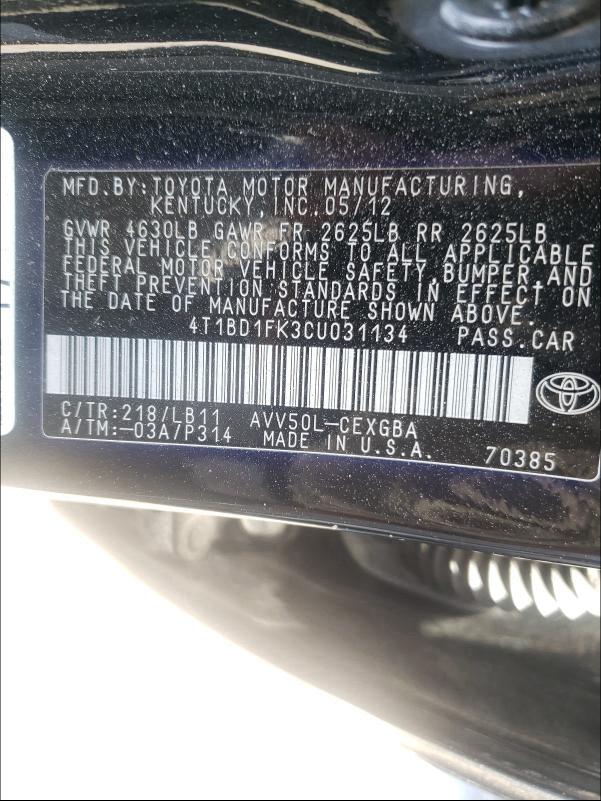 MFD.BY:TOYOTA MOTOR MANUFACTURING,
KENTUCKY,INC.05/12
GVWR 4630LB GAWR FR 2625LB RR 2625LB
THIS VEHICLE CONFORMS TO ALL APPLICABLE
FEDERAL MOTOR VEHICLE SAFETY,BUMPER,AND
THEFT PREVENTION STANDARDS IN EFFECT ON
THE DATE OF MANUFACTURE SHOWN ABOVE.
4T1BD1FK3CU031134 PASS.CAR
C/TR:218/LB11 AVV50L-CEXGBA
A/TM:-03A/P314 MADE IN U.S.A. 70385